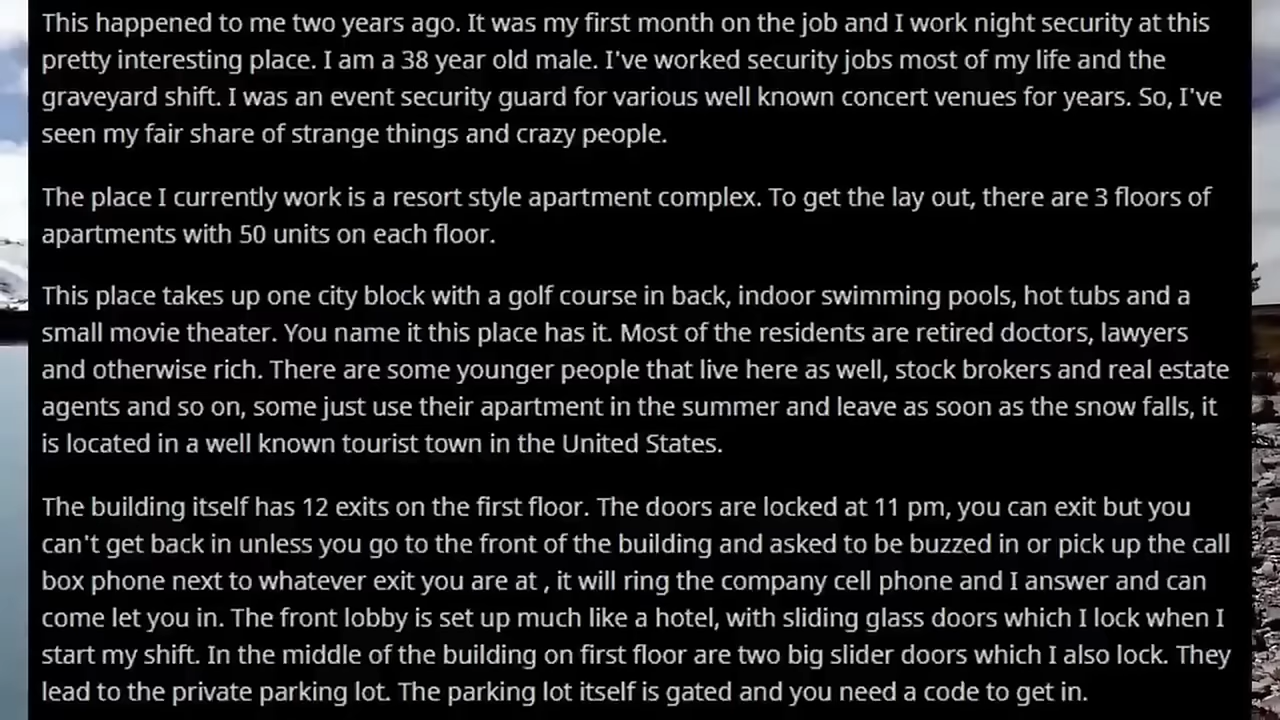 This happened to me two years ago. It was my first month on the job and I work night security at this
pretty interesting place. I am a 38 year old male. I've worked security jobs most of my life and the
graveyard shift. I was an event security guard for various well known concert venues for years. So, I've
seen my fair share of strange things and crazy people.
The place I currently work is a resort style apartment complex. To get the lay out, there are 3 floors of
apartments with 50 units on each floor.
This place takes up one city block with a golf course in back, indoor swimming pools, hot tubs and a
small movie theater. You name it this place has it. Most of the residents are retired doctors, lawyers
and otherwise rich. There are some younger people that live here as well, stock brokers and real estate
agents and so on, some just use their apartment in the summer and leave as soon as the snow falls, it
is located in a well known tourist town in the United States.
The building itself has 12 exits on the first floor. The doors are locked at 11 pm, you can exit but you
can't get back in unless you go to the front of the building and asked to be buzzed in or pick up the call
box phone next to whatever exit you are at , it will ring the company cell phone and I answer and can
come let you in. The front lobby is set up much like a hotel, with sliding glass doors which I lock when I
start my shift. In the middle of the building on first floor are two big slider doors which I also lock. They
lead to the private parking lot. The parking lot itself is gated and you need a code to get in.